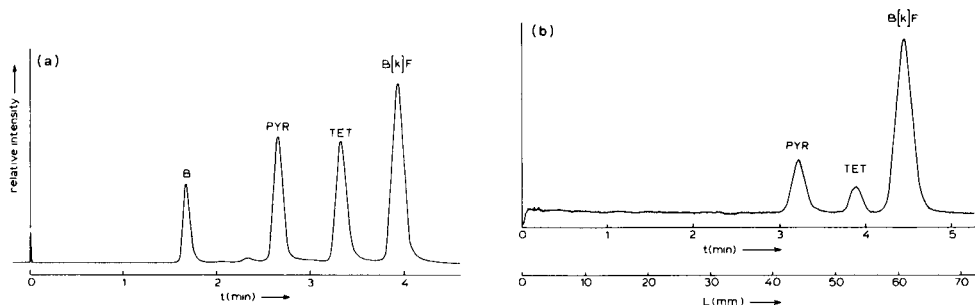 (a)
relative intensity
B
PYR
TET
B[k]F
0 1 2 3 4
t(min)
(b)
PYR
TET
B[k]F
0 1 2 3 4 5
t(min)
0 10 20 30 40 50 60 70
L(mm)